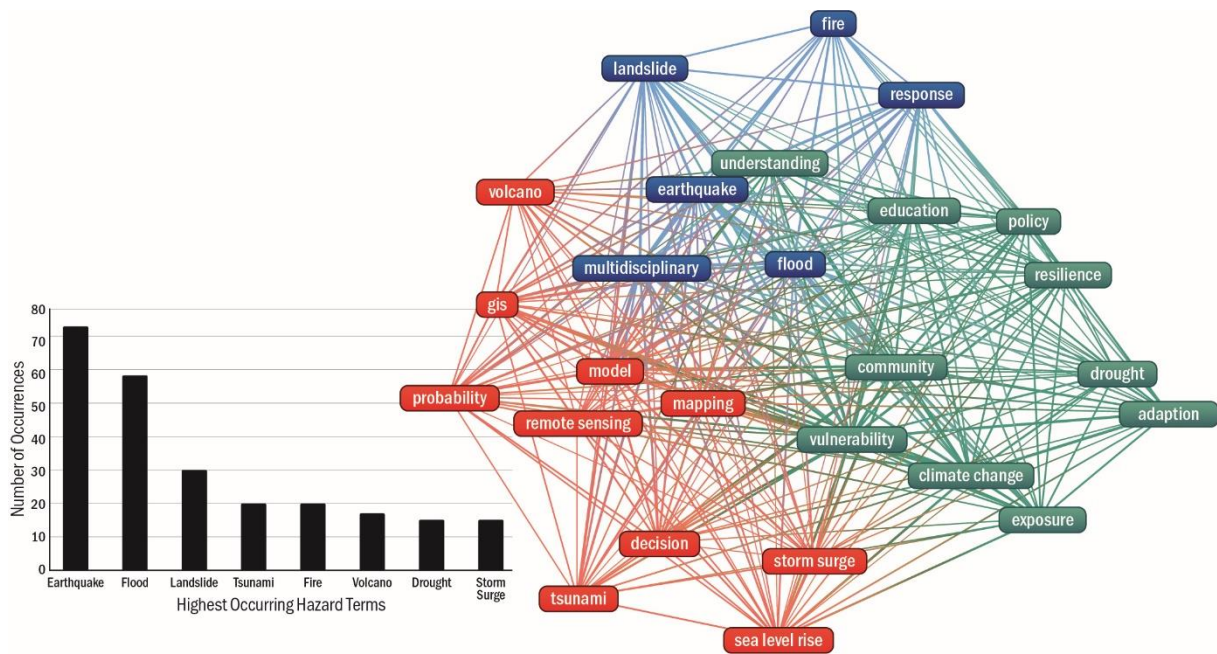 fire
landslide
response
understanding
volcano
earthquake
education
policy
multidisciplinary
flood
resilience
gis
model
community
drought
probability
mapping
adaption
remote sensing
vulnerability
climate change
exposure
decision
storm surge
tsunami
sea level rise
Number of Occurrences
80
70
60
50
40
30
20
10
0
Earthquake
Flood
Landslide
Tsunami
Fire
Volcano
Drought
Storm
Surge
Highest Occurring Hazard Terms